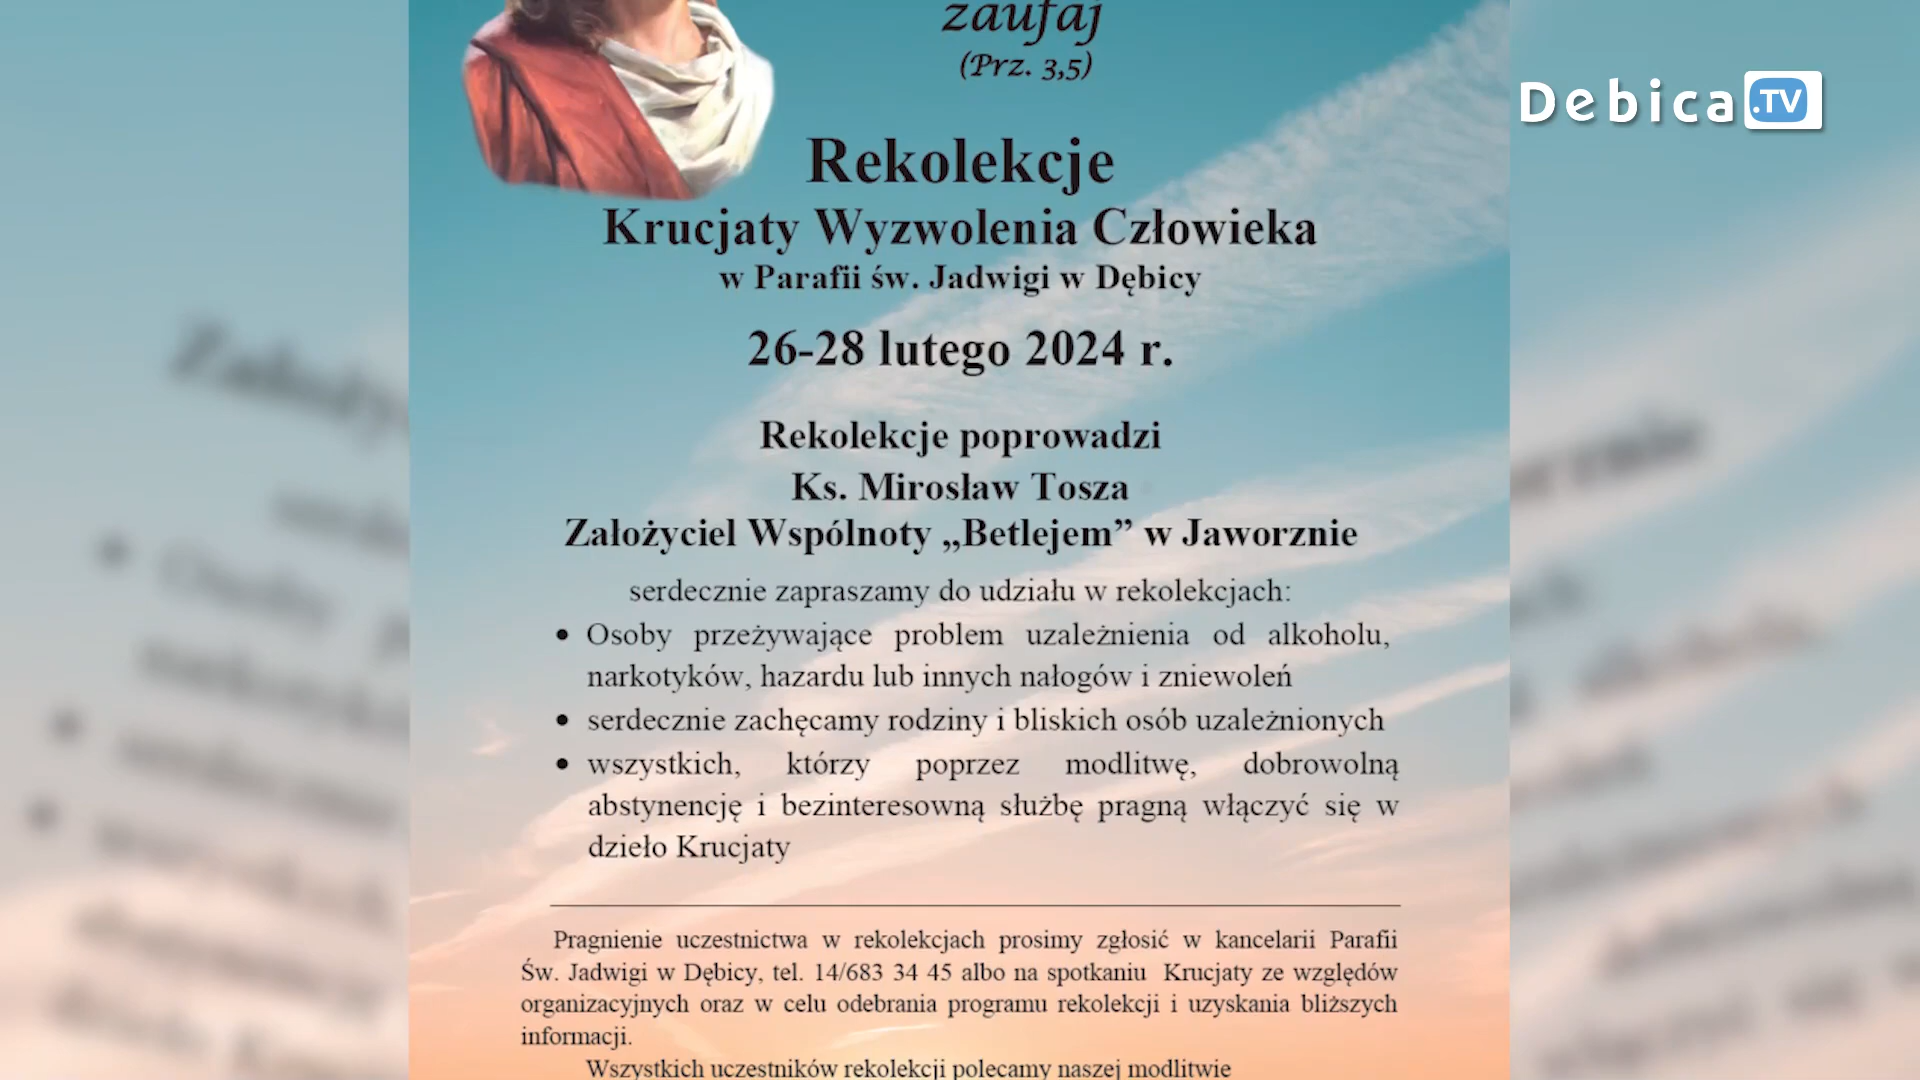 zaufaj
(Prz. 3,5)
Debica.TV
Rekolekcje
Krucjaty Wyzwolenia Człowieka
w Parafii św. Jadwigi w Dębicy
26-28 lutego 2024 r.
Rekolekcje poprowadzi
Ks. Mirosław Tosza
Założyciel Wspólnoty „Betlejem” w Jaworznie
serdecznie zapraszamy do udziału w rekolekcjach:
• Osoby przeżywające problem uzależnienia od alkoholu,
narkotyków, hazardu lub innych nałogów i zniewoleń
• serdecznie zachęcamy rodziny i bliskich osób uzależnionych
• wszystkich, którzy poprzez modlitwę, dobrowolną
abstynencję i bezinteresowną służbę pragną włączyć się w
dzieło Krucjaty
Pragnienie uczestnictwa w rekolekcjach prosimy zgłosić w kancelarii Parafii
Św. Jadwigi w Dębicy, tel. 14/683 34 45 albo na spotkaniu Krucjaty ze względów
organizacyjnych oraz w celu odebrania programu rekolekcji i uzyskania bliższych
informacji.
Wszystkich uczestników rekolekcji polecamy naszej modlitwie